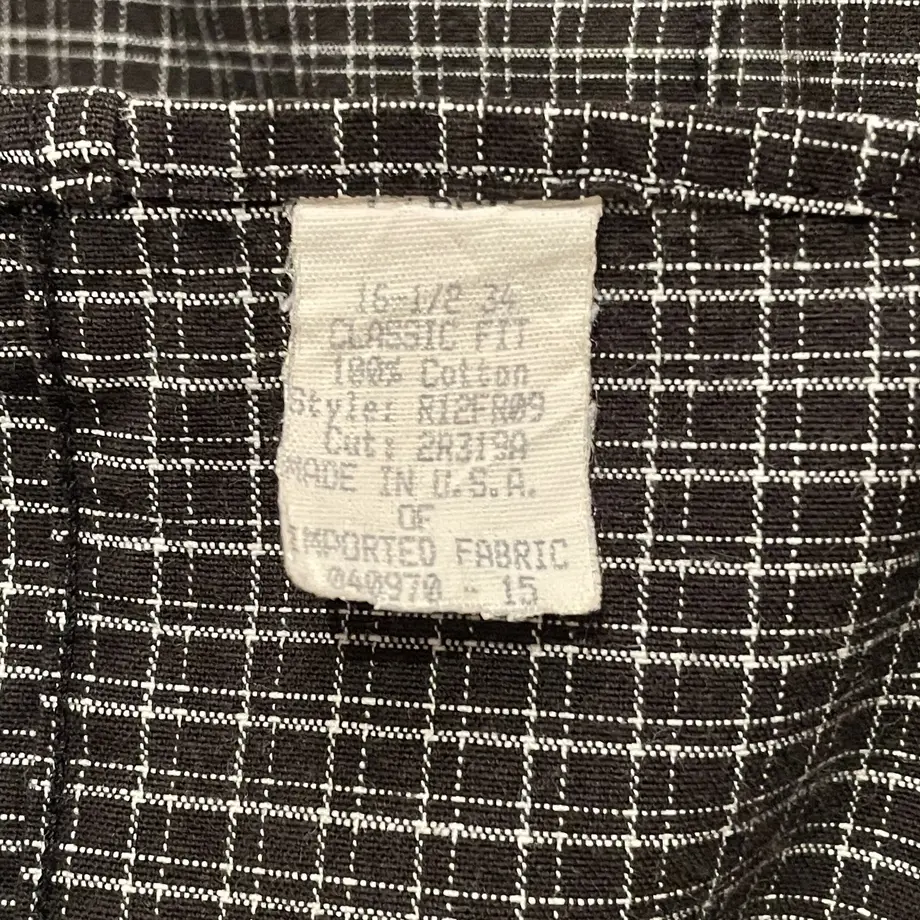 16-1/2 34
CLASSIC FIT
100% Cotton
Style: R12FR09
Cut: 2R319A
MADE IN U.S.A.
OF
IMPORTED FABRIC
040970 - 15